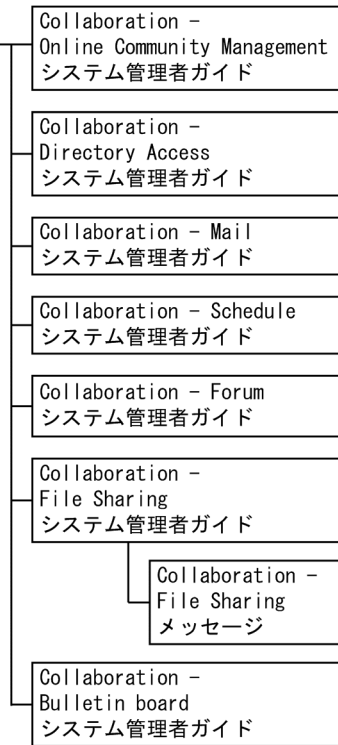 Collaboration -
Online Community Management
システム管理者ガイド
Collaboration -
Directory Access
システム管理者ガイド
Collaboration - Mail
システム管理者ガイド
Collaboration - Schedule
システム管理者ガイド
Collaboration - Forum
システム管理者ガイド
Collaboration -
File Sharing
システム管理者ガイド
Collaboration -
File Sharing
メッセージ
Collaboration -
Bulletin board
システム管理者ガイド